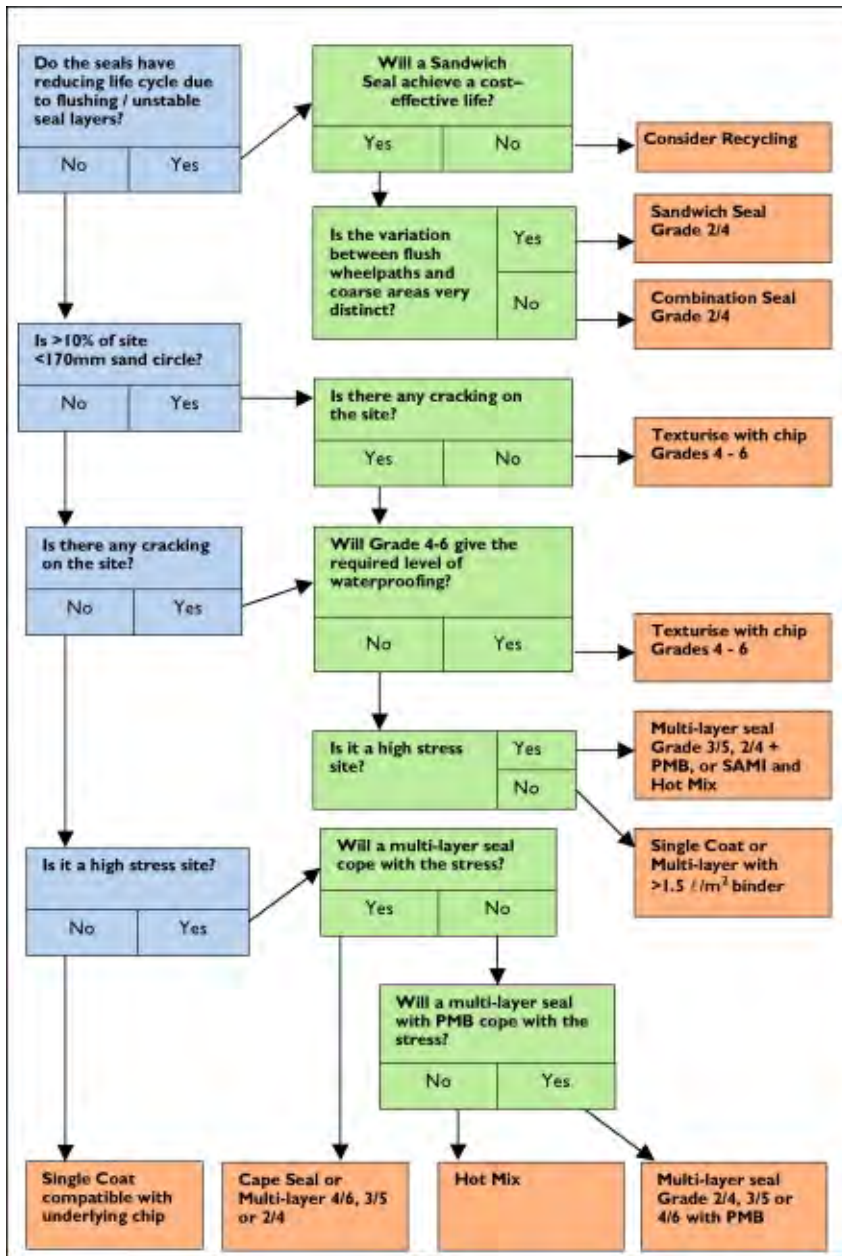 Do the seals have
reducing life cycle due
to flushing / unstable
seal layers?
No
Yes
Will a Sandwich
Seal achieve a cost–
effective life?
Yes
No
Consider Recycling
Is the variation
between flush
wheelpaths and
coarse areas very
distinct?
Yes
No
Sandwich Seal
Grade 2/4
Combination Seal
Grade 2/4
Is >10% of site
<170mm sand circle?
No
Yes
Is there any cracking on
the site?
Yes
No
Texturise with chip
Grades 4 - 6
Is there any cracking
on the site?
No
Yes
Will Grade 4-6 give the
required level of
waterproofing?
No
Yes
Texturise with chip
Grades 4 - 6
Is it a high stress
site?
Yes
No
Multi-layer seal
Grade 3/5, 2/4 +
PMB, or SAMI and
Hot Mix
Single Coat or
Multi-layer with
>1.5 ℓ/m² binder
Is it a high stress site?
No
Yes
Will a multi-layer seal
cope with the stress?
Yes
No
Will a multi-layer seal
with PMB cope with the
stress?
No
Yes
Single Coat
compatible with
underlying chip
Cape Seal or
Multi-layer 4/6, 3/5
or 2/4
Hot Mix
Multi-layer seal
Grade 2/4, 3/5 or
4/6 with PMB